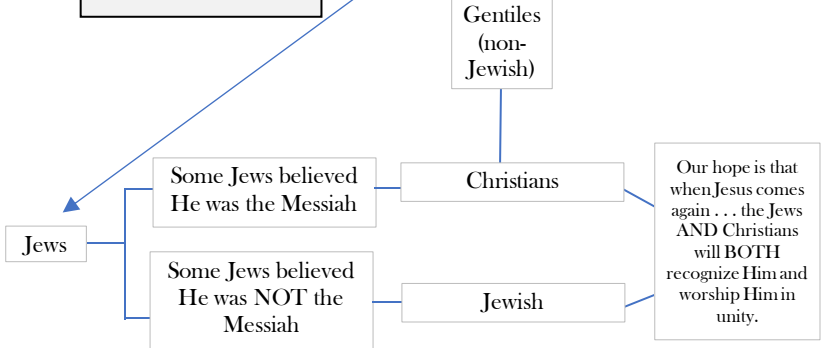 Gentiles
(non-
Jewish)
Some Jews believed
He was the Messiah
Christians
Our hope is that
when Jesus comes
again . . . the Jews
AND Christians
will BOTH
recognize Him and
worship Him in
unity.
Jews
Some Jews believed
He was NOT the
Messiah
Jewish